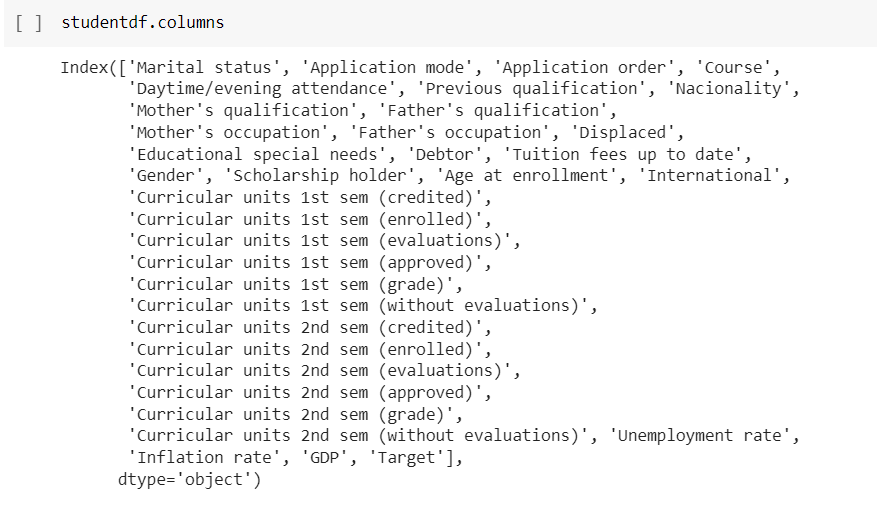 [ ] studentdf.columns
Index(['Marital status', 'Application mode', 'Application order', 'Course',
'Daytime/evening attendance', 'Previous qualification', 'Nacionality',
'Mother's qualification', 'Father's qualification',
'Mother's occupation', 'Father's occupation', 'Displaced',
'Educational special needs', 'Debtor', 'Tuition fees up to date',
'Gender', 'Scholarship holder', 'Age at enrollment', 'International',
'Curricular units 1st sem (credited)',
'Curricular units 1st sem (enrolled)',
'Curricular units 1st sem (evaluations)',
'Curricular units 1st sem (approved)',
'Curricular units 1st sem (grade)',
'Curricular units 1st sem (without evaluations)',
'Curricular units 2nd sem (credited)',
'Curricular units 2nd sem (enrolled)',
'Curricular units 2nd sem (evaluations)',
'Curricular units 2nd sem (approved)',
'Curricular units 2nd sem (grade)',
'Curricular units 2nd sem (without evaluations)', 'Unemployment rate',
'Inflation rate', 'GDP', 'Target'],
dtype='object')